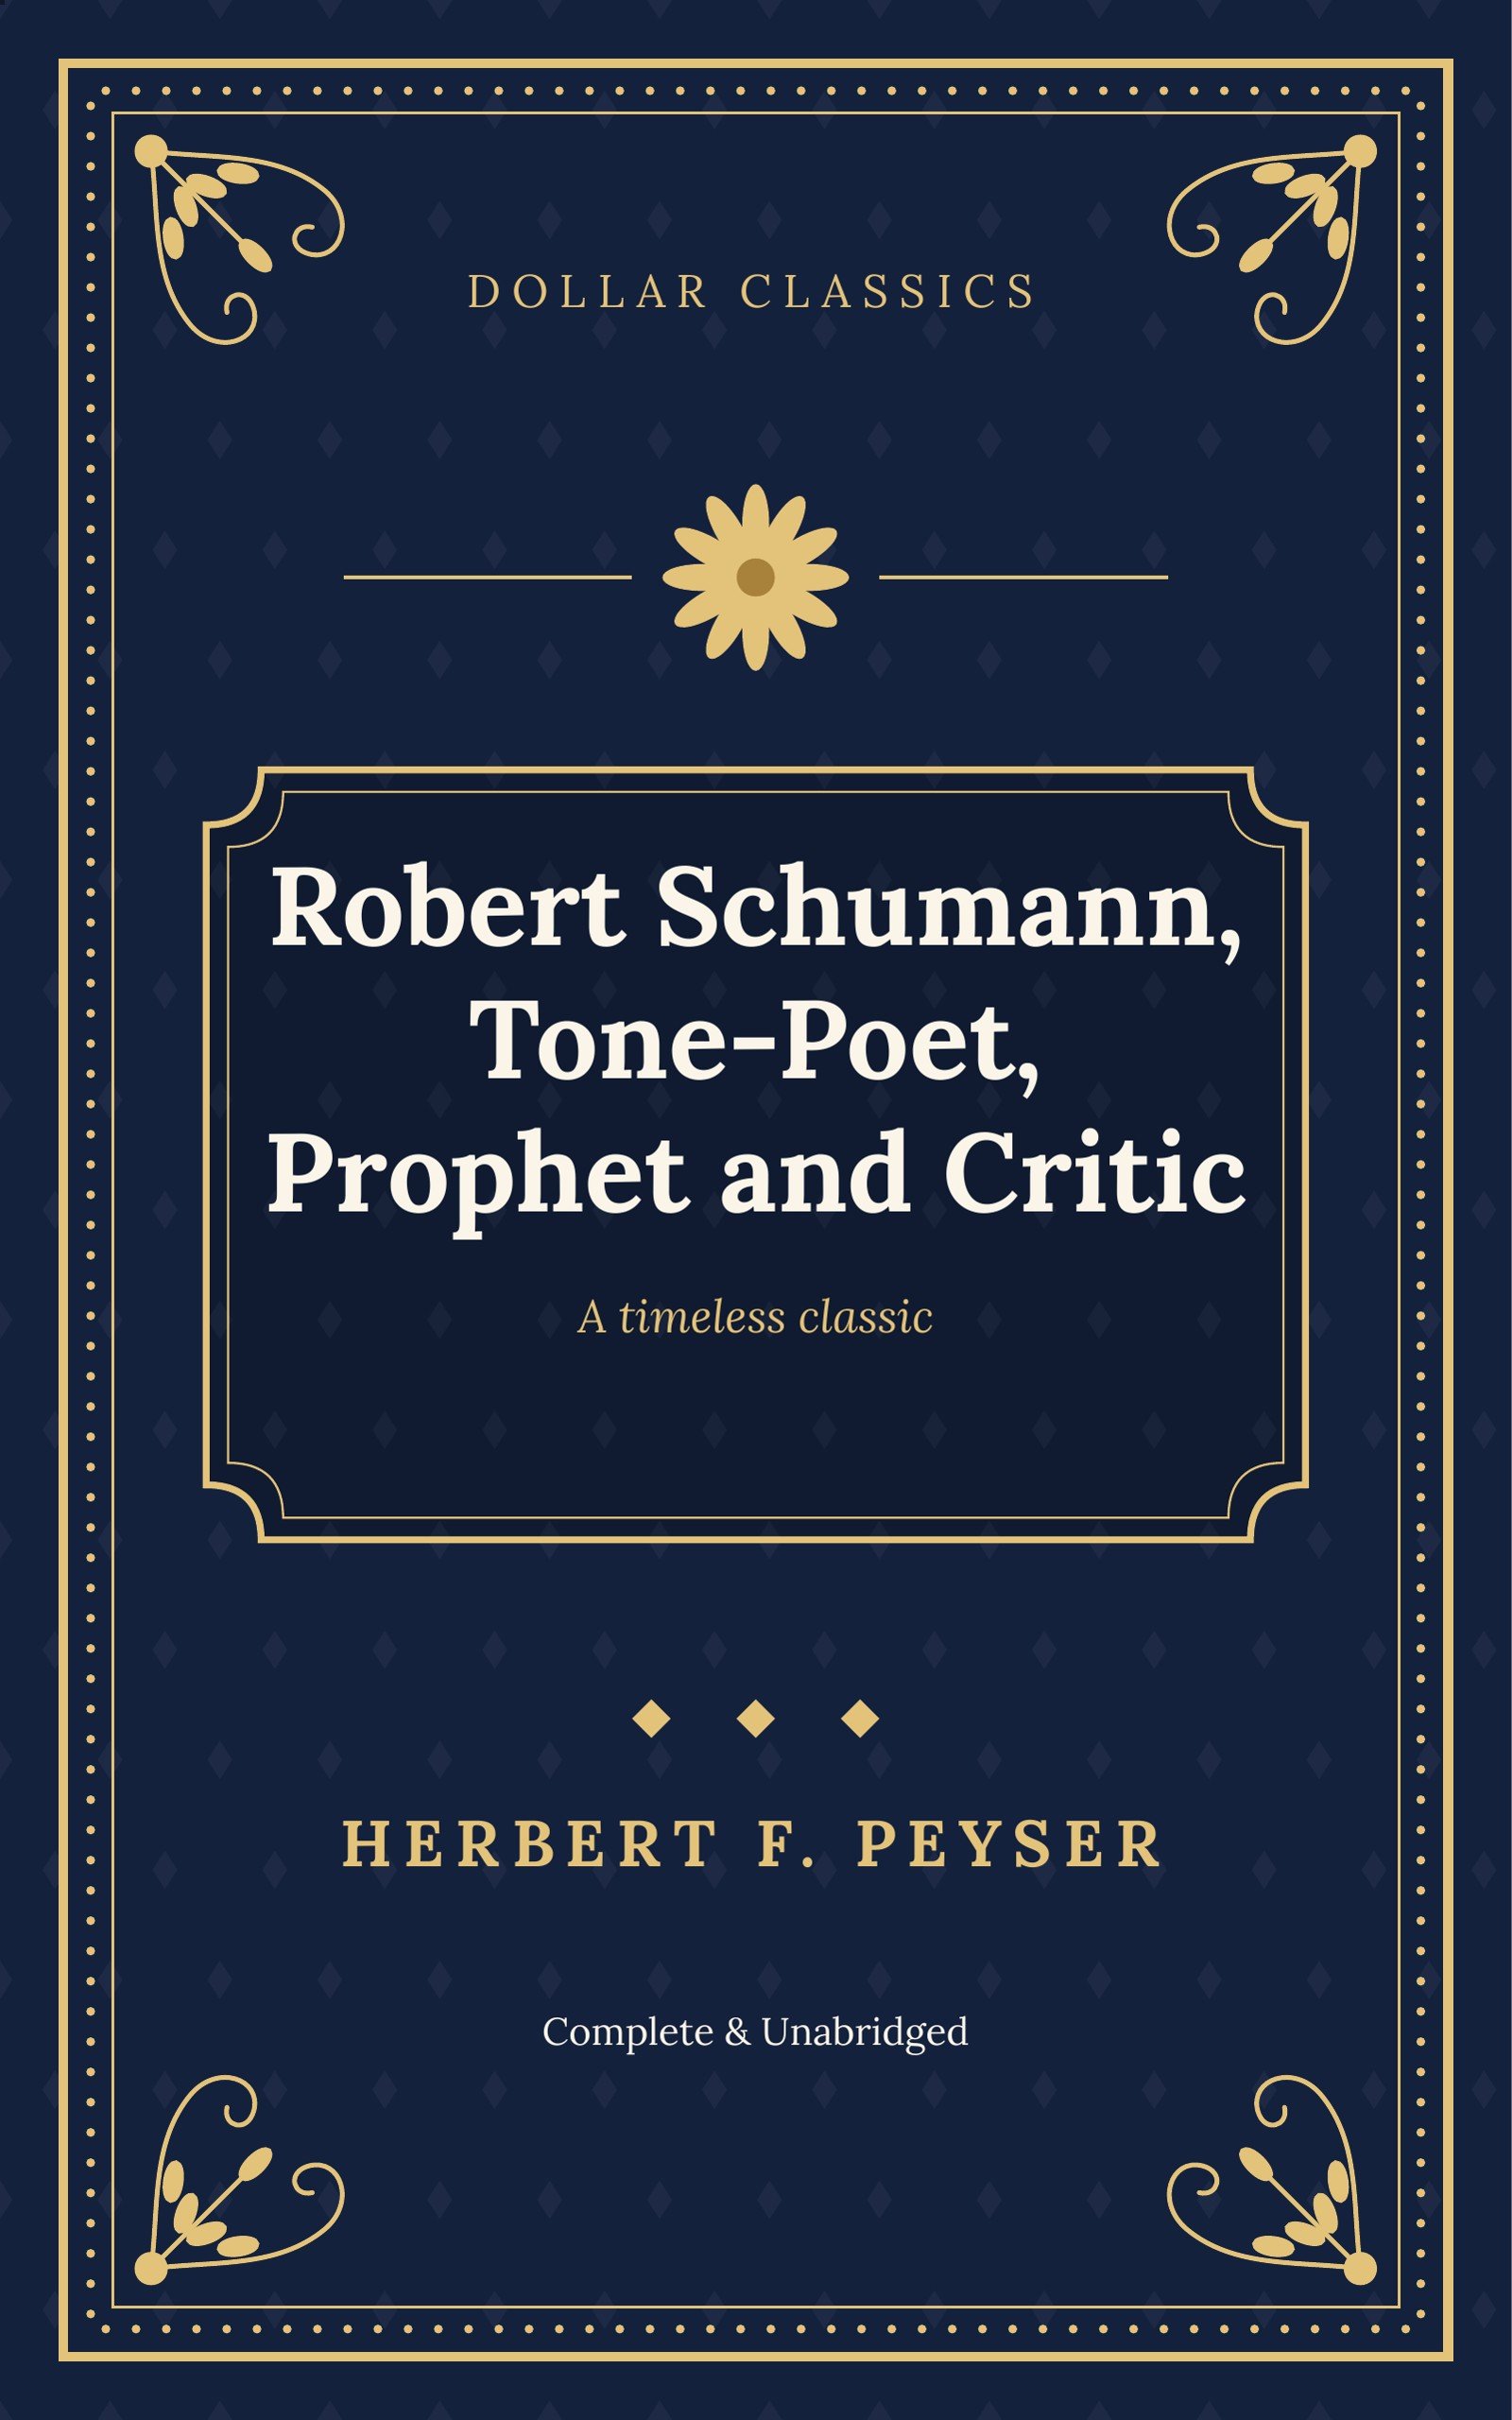 DOLLAR CLASSICS
Robert Schumann,
Tone-Poet,
Prophet and Critic
A timeless classic
HERBERT F. PEYSER
Complete & Unabridged